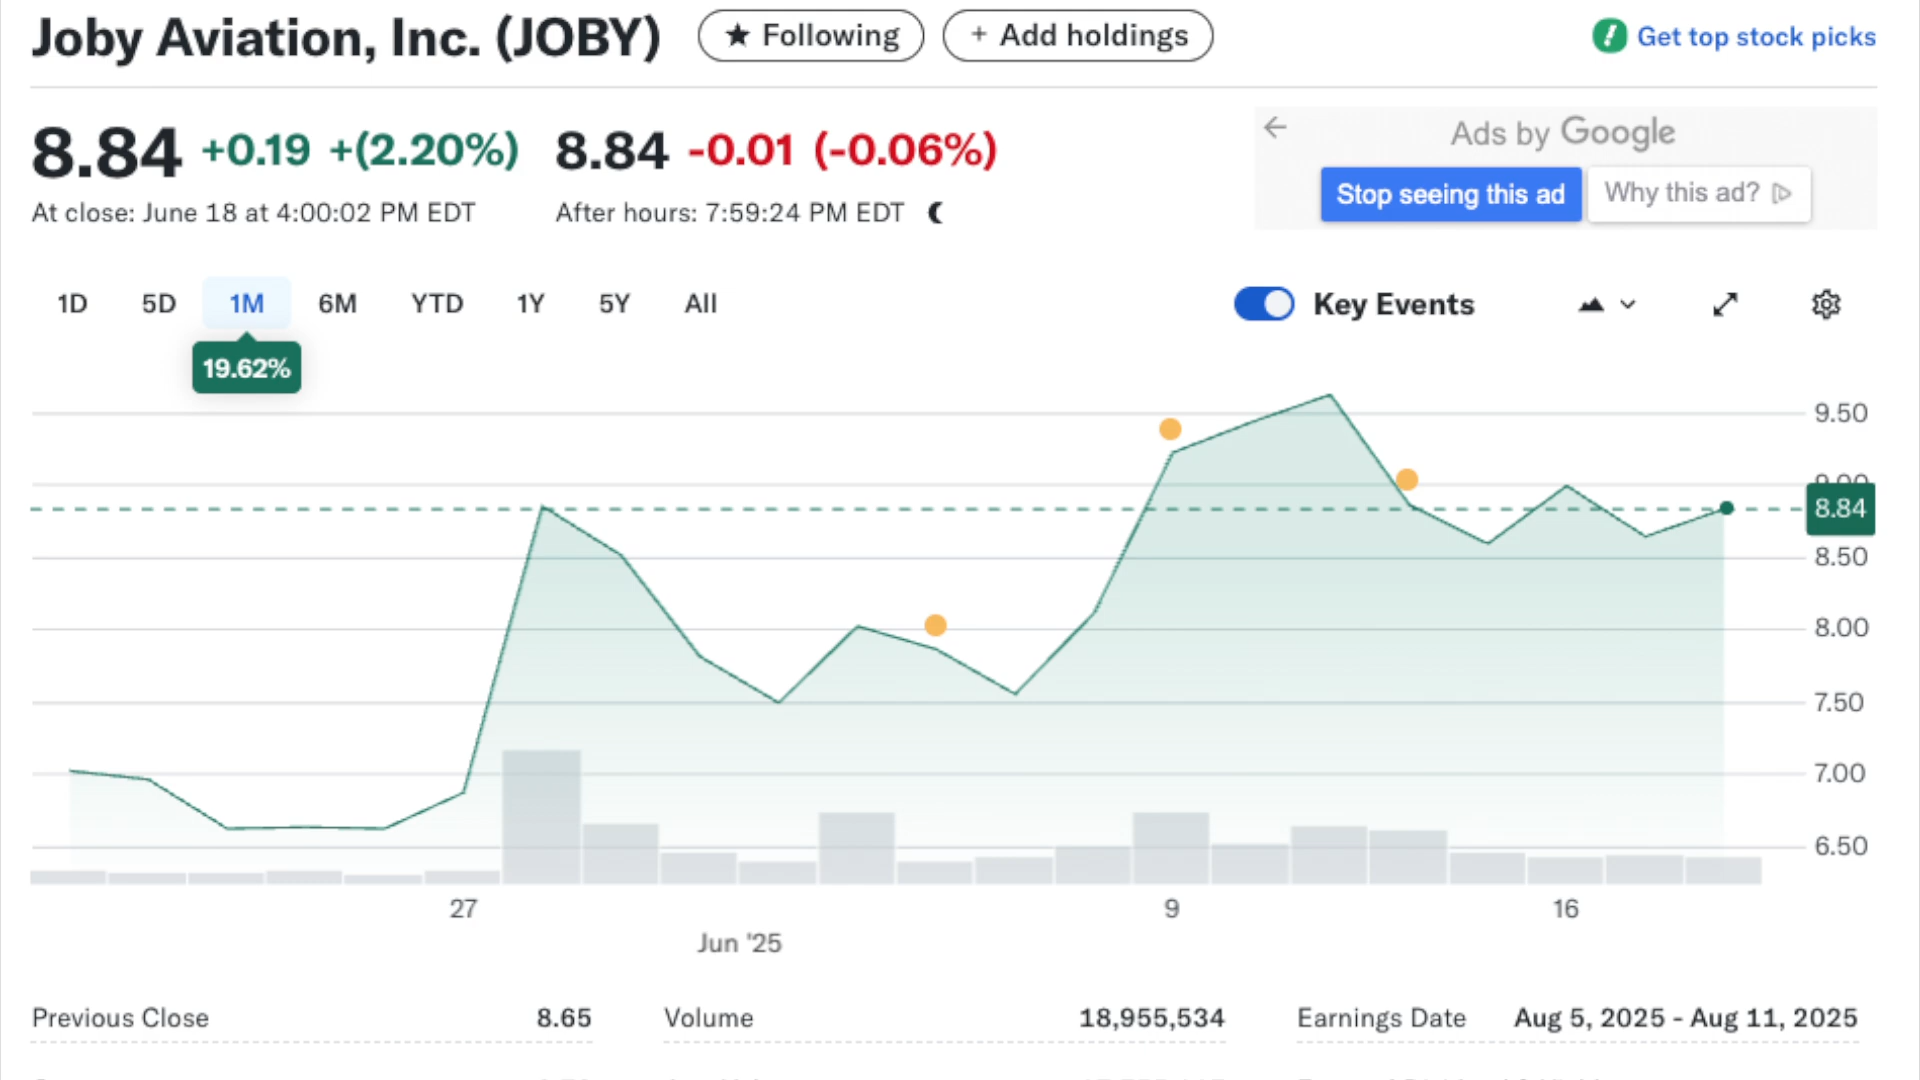 Joby Aviation, Inc. (JOBY)
★ Following
+ Add holdings
Get top stock picks
8.84 +0.19 +(2.20%)
At close: June 18 at 4:00:02 PM EDT
8.84 -0.01 (-0.06%)
After hours: 7:59:24 PM EDT
Ads by Google
Stop seeing this ad
Why this ad?
1D 5D 1M 6M YTD 1Y 5Y All
Key Events
19.62%
9.50
9.00
8.84
8.50
8.00
7.50
7.00
6.50
27 9 16
Jun '25
Previous Close 8.65
Volume 18,955,534
Earnings Date Aug 5, 2025 - Aug 11, 2025